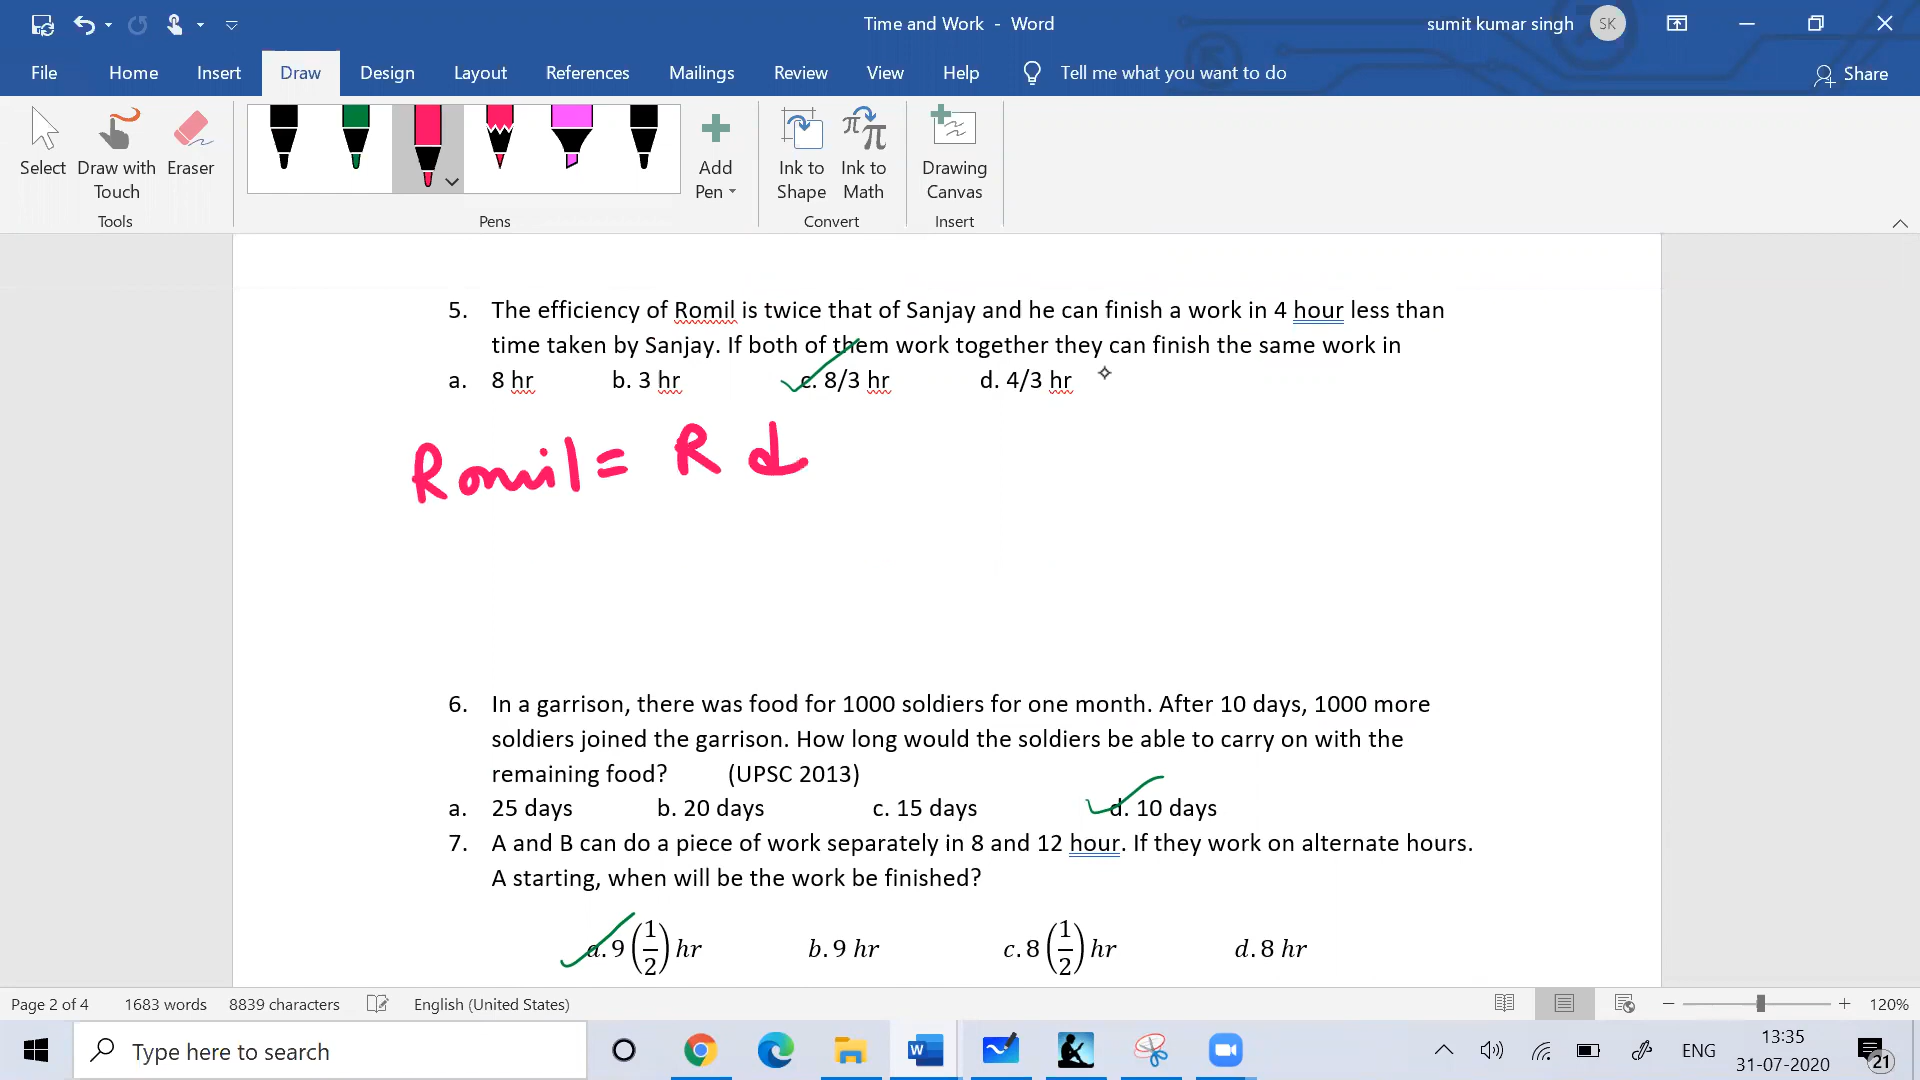 Time and Work - Word
sumit kumar singh
SK
File Home Insert Draw Design Layout References Mailings Review View Help Tell me what you want to do Share
Select
Draw with Touch
Eraser
Tools
Pens
Add Pen
Ink to Shape
Ink to Math
Convert
Drawing Canvas
Insert
5. The efficiency of Romil is twice that of Sanjay and he can finish a work in 4 hour less than
time taken by Sanjay. If both of them work together they can finish the same work in
a. 8 hr b. 3 hr c. 8/3 hr d. 4/3 hr
Romil = R d
6. In a garrison, there was food for 1000 soldiers for one month. After 10 days, 1000 more
soldiers joined the garrison. How long would the soldiers be able to carry on with the
remaining food? (UPSC 2013)
a. 25 days b. 20 days c. 15 days d. 10 days
7. A and B can do a piece of work separately in 8 and 12 hour. If they work on alternate hours.
A starting, when will be the work be finished?
a. 9 (1/2) hr b. 9 hr c. 8 (1/2) hr d. 8 hr
Page 2 of 4 1683 words 8839 characters English (United States) 120%
Type here to search
ENG
13:35
31-07-2020
21